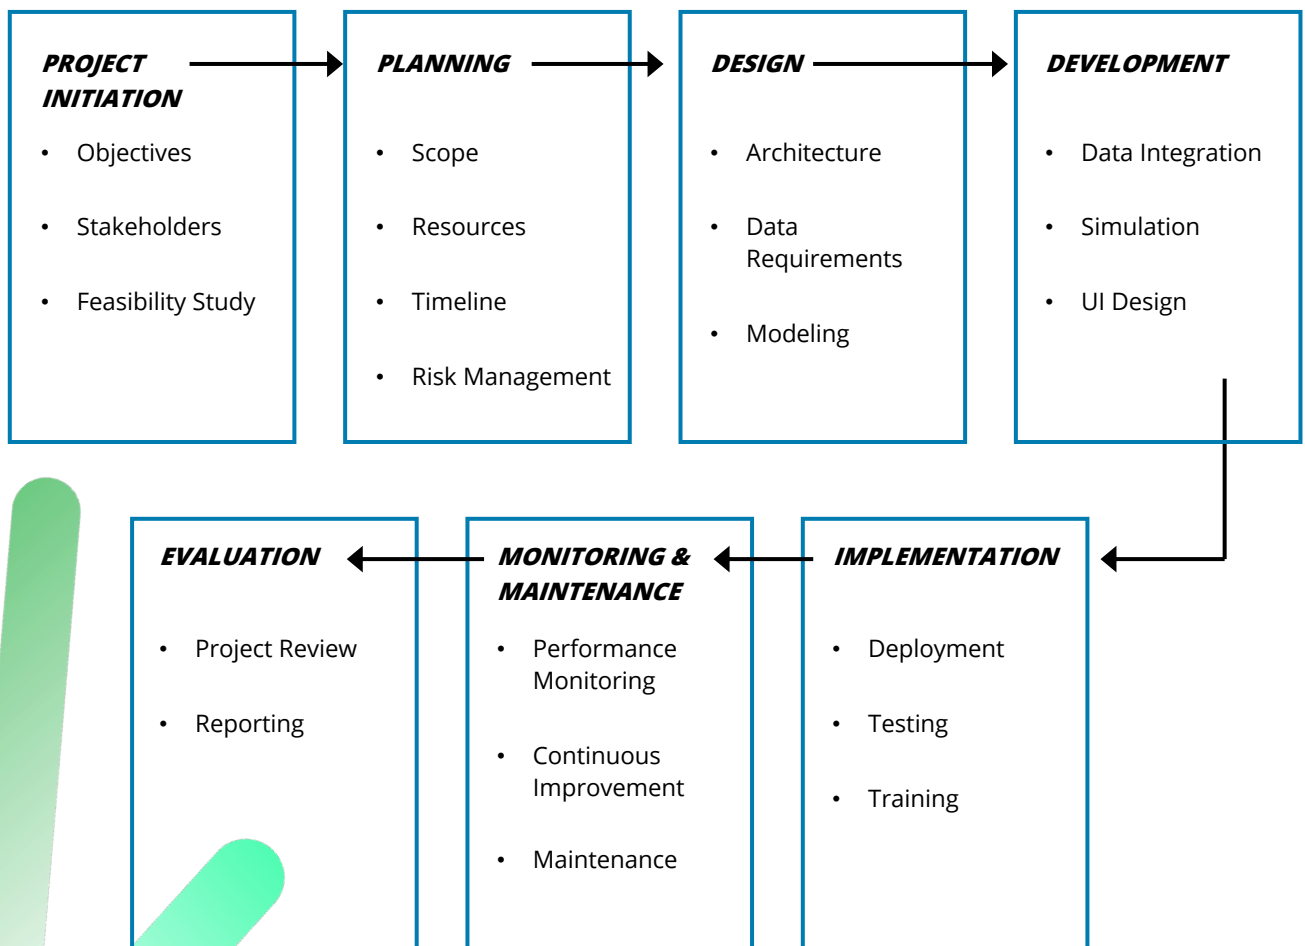 PROJECT
INITIATION
• Objectives
• Stakeholders
• Feasibility Study
PLANNING
• Scope
• Resources
• Timeline
• Risk Management
DESIGN
• Architecture
• Data
Requirements
• Modeling
DEVELOPMENT
• Data Integration
• Simulation
• UI Design
IMPLEMENTATION
• Deployment
• Testing
• Training
MONITORING &
MAINTENANCE
• Performance
Monitoring
• Continuous
Improvement
• Maintenance
EVALUATION
• Project Review
• Reporting